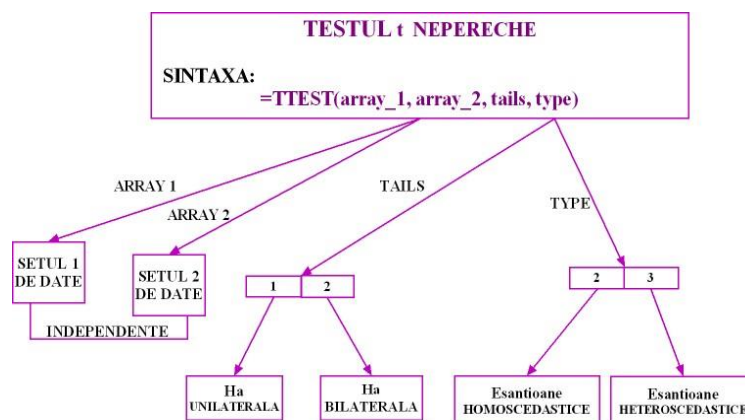 TESTUL t NEPERECHE
SINTAXA:
=TTEST(array_1, array_2, tails, type)
ARRAY 1
ARRAY 2
TAILS
TYPE
SETUL 1
DE DATE
SETUL 2
DE DATE
INDEPENDENTE
1 2
2 3
Ha
UNILATERALA
Ha
BILATERALA
Esantioane
HOMOSCEDASTICE
Esantioane
HETEROSCEDASTICE